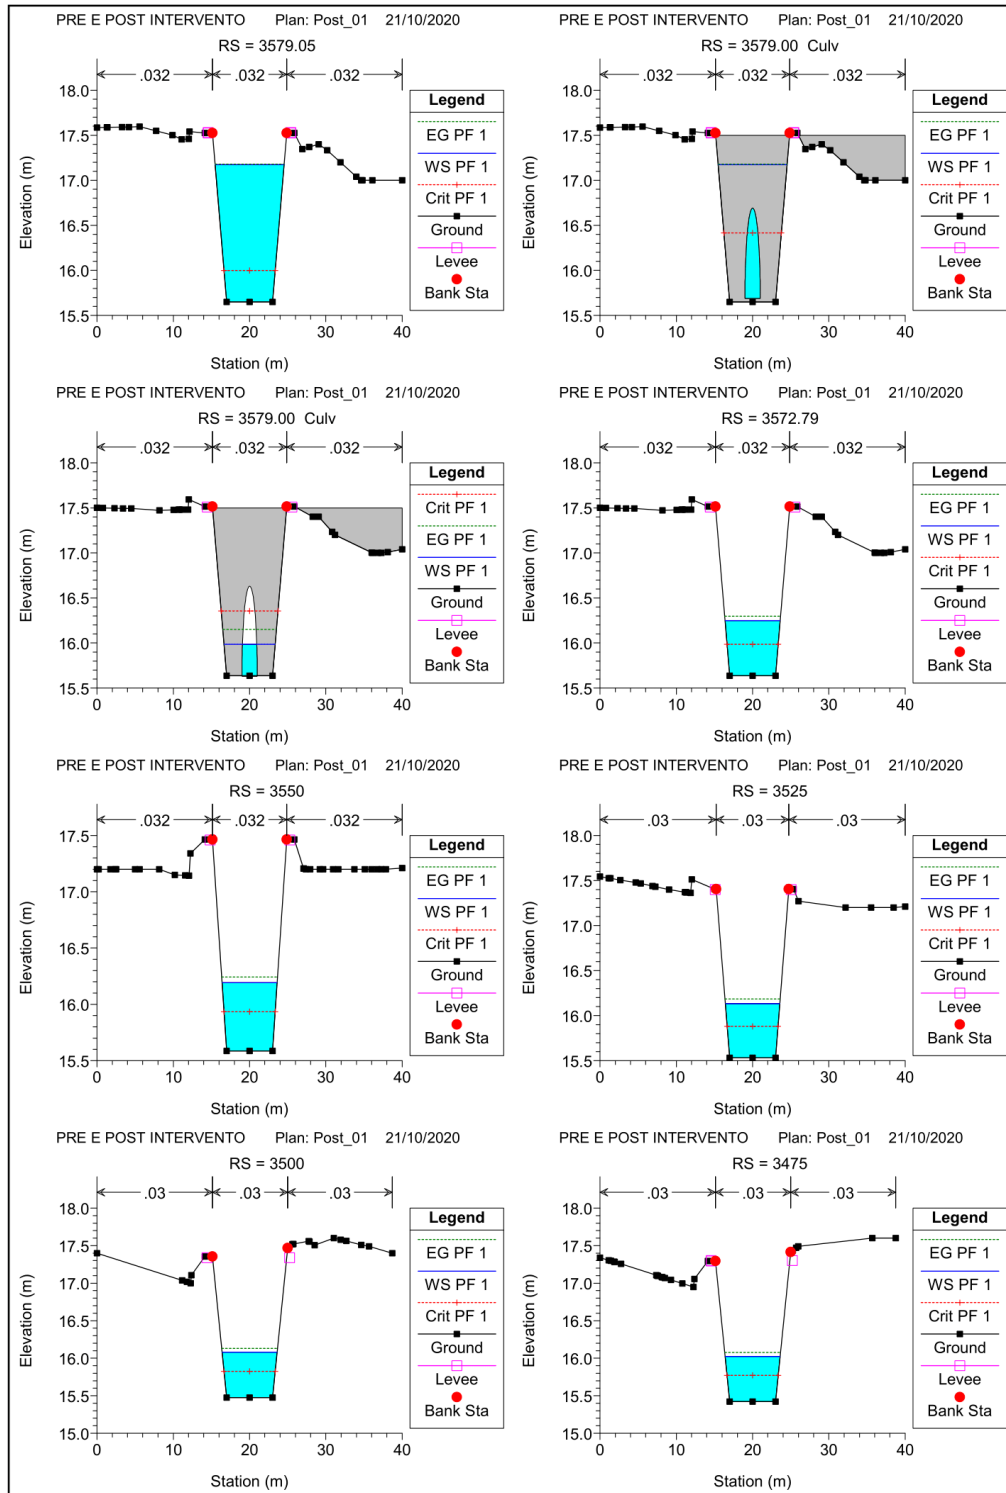 PRE E POST INTERVENTO Plan: Post_01 21/10/2020
RS = 3579.05
.032 .032 .032
18.0
17.5
17.0
16.5
16.0
15.5
Elevation (m)
0 10 20 30 40
Station (m)
Legend
EG PF 1
WS PF 1
Crit PF 1
Ground
Levee
Bank Sta
PRE E POST INTERVENTO Plan: Post_01 21/10/2020
RS = 3579.00 Culv
.032 .032 .032
18.0
17.5
17.0
16.5
16.0
15.5
Elevation (m)
0 10 20 30 40
Station (m)
Legend
EG PF 1
WS PF 1
Crit PF 1
Ground
Levee
Bank Sta
PRE E POST INTERVENTO Plan: Post_01 21/10/2020
RS = 3579.00 Culv
.032 .032 .032
18.0
17.5
17.0
16.5
16.0
15.5
Elevation (m)
0 10 20 30 40
Station (m)
Legend
Crit PF 1
EG PF 1
WS PF 1
Ground
Levee
Bank Sta
PRE E POST INTERVENTO Plan: Post_01 21/10/2020
RS = 3572.79
.032 .032 .032
18.0
17.5
17.0
16.5
16.0
15.5
Elevation (m)
0 10 20 30 40
Station (m)
Legend
EG PF 1
WS PF 1
Crit PF 1
Ground
Levee
Bank Sta
PRE E POST INTERVENTO Plan: Post_01 21/10/2020
RS = 3550
.032 .032 .032
17.5
17.0
16.5
16.0
15.5
Elevation (m)
0 10 20 30 40
Station (m)
Legend
EG PF 1
WS PF 1
Crit PF 1
Ground
Levee
Bank Sta
PRE E POST INTERVENTO Plan: Post_01 21/10/2020
RS = 3525
.03 .03 .03
18.0
17.5
17.0
16.5
16.0
15.5
Elevation (m)
0 10 20 30 40
Station (m)
Legend
EG PF 1
WS PF 1
Crit PF 1
Ground
Levee
Bank Sta
PRE E POST INTERVENTO Plan: Post_01 21/10/2020
RS = 3500
.03 .03 .03
18.0
17.5
17.0
16.5
16.0
15.5
15.0
Elevation (m)
0 10 20 30 40
Station (m)
Legend
EG PF 1
WS PF 1
Crit PF 1
Ground
Levee
Bank Sta
PRE E POST INTERVENTO Plan: Post_01 21/10/2020
RS = 3475
.03 .03 .03
18.0
17.5
17.0
16.5
16.0
15.5
15.0
Elevation (m)
0 10 20 30 40
Station (m)
Legend
EG PF 1
WS PF 1
Crit PF 1
Ground
Levee
Bank Sta